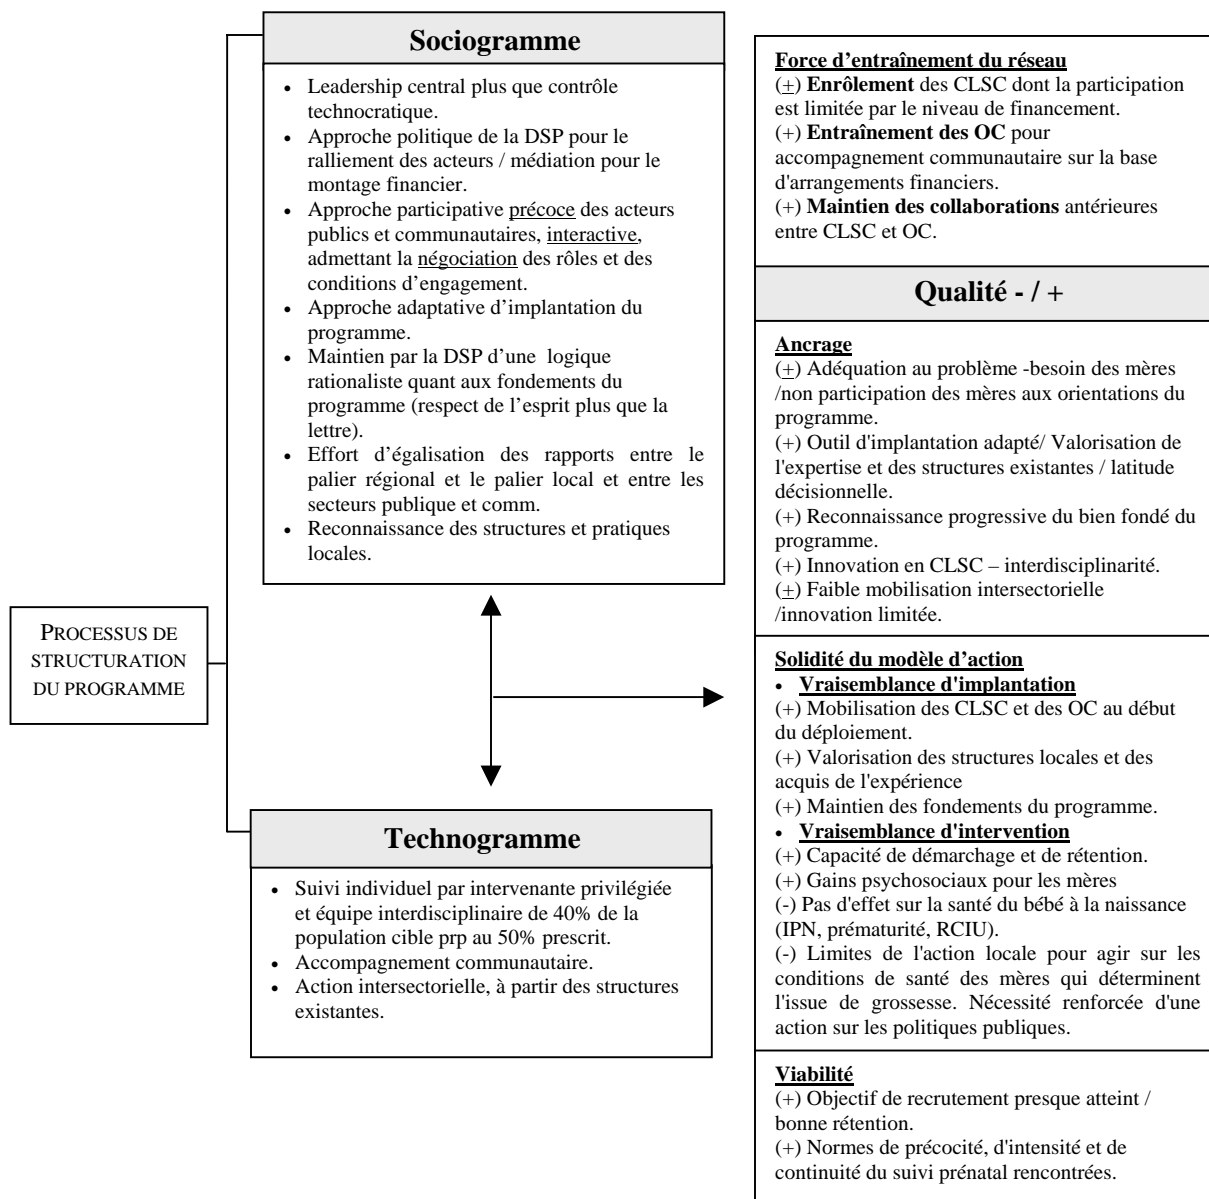 PROCESSUS DE
STRUCTURATION
DU PROGRAMME
Sociogramme
• Leadership central plus que contrôle
technocratique.
• Approche politique de la DSP pour le
ralliement des acteurs / médiation pour le
montage financier.
• Approche participative précoce des acteurs
publics et communautaires, interactive,
admettant la négociation des rôles et des
conditions d’engagement.
• Approche adaptative d’implantation du
programme.
• Maintien par la DSP d’une logique
rationaliste quant aux fondements du
programme (respect de l’esprit plus que la
lettre).
• Effort d’égalisation des rapports entre le
palier régional et le palier local et entre les
secteurs publique et comm.
• Reconnaissance des structures et pratiques
locales.
Technogramme
• Suivi individuel par intervenante privilégiée
et équipe interdisciplinaire de 40% de la
population cible prp au 50% prescrit.
• Accompagnement communautaire.
• Action intersectorielle, à partir des structures
existantes.
Force d’entraînement du réseau
(±) Enrôlement des CLSC dont la participation
est limitée par le niveau de financement.
(+) Entraînement des OC pour
accompagnement communautaire sur la base
d'arrangements financiers.
(+) Maintien des collaborations antérieures
entre CLSC et OC.
Qualité - / +
Ancrage
(±) Adéquation au problème -besoin des mères
/non participation des mères aux orientations du
programme.
(+) Outil d'implantation adapté/ Valorisation de
l'expertise et des structures existantes / latitude
décisionnelle.
(+) Reconnaissance progressive du bien fondé du
programme.
(+) Innovation en CLSC – interdisciplinarité.
(±) Faible mobilisation intersectorielle
/innovation limitée.
Solidité du modèle d’action
• Vraisemblance d'implantation
(+) Mobilisation des CLSC et des OC au début
du déploiement.
(+) Valorisation des structures locales et des
acquis de l'expérience
(+) Maintien des fondements du programme.
• Vraisemblance d'intervention
(+) Capacité de démarchage et de rétention.
(+) Gains psychosociaux pour les mères
(-) Pas d'effet sur la santé du bébé à la naissance
(IPN, prématurité, RCIU).
(-) Limites de l'action locale pour agir sur les
conditions de santé des mères qui déterminent
l'issue de grossesse. Nécessité renforcée d'une
action sur les politiques publiques.
Viabilité
(+) Objectif de recrutement presque atteint /
bonne rétention.
(+) Normes de précocité, d'intensité et de
continuité du suivi prénatal rencontrées.